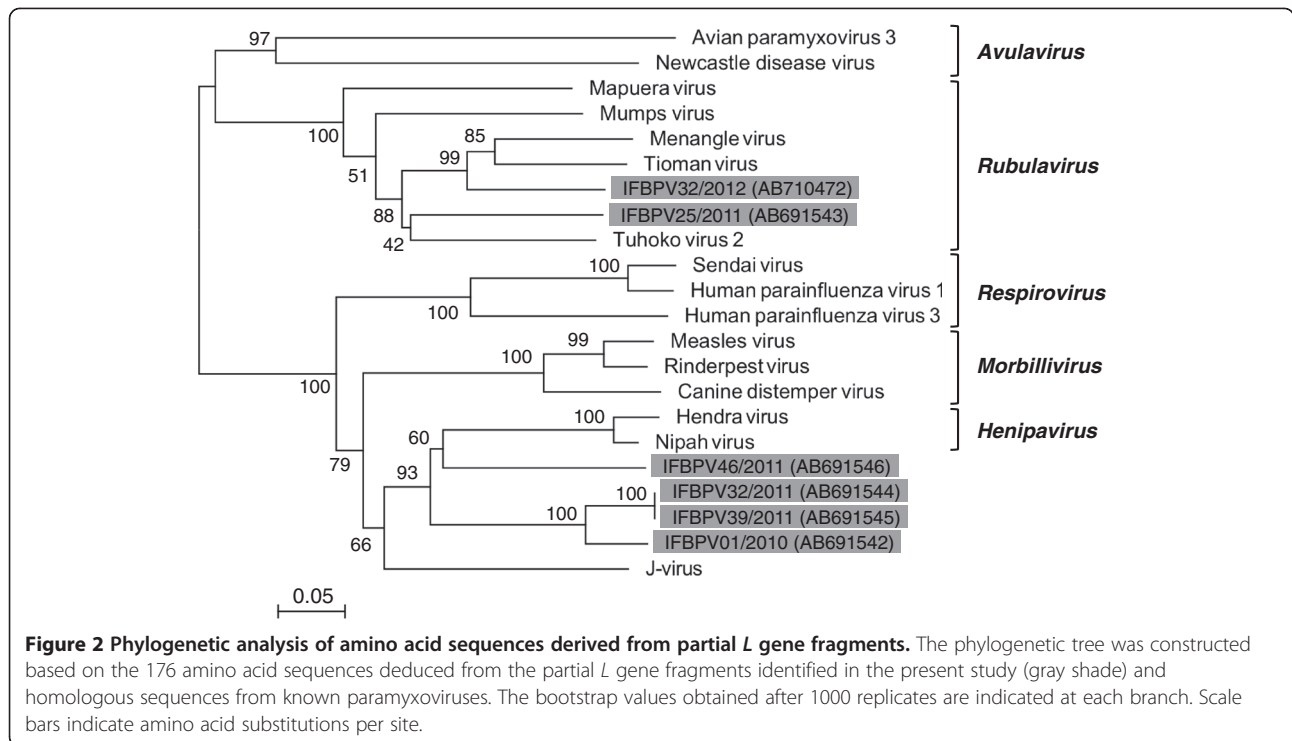 97
Avian paramyxovirus 3
Newcastle disease virus
Avulavirus
Mapuera virus
100
Mumps virus
51
85
Menangle virus
99
Tioman virus
Rubulavirus
IFBPV32/2012 (AB710472)
88
IFBPV25/2011 (AB691543)
42
Tuhoko virus 2
100
Sendai virus
Human parainfluenza virus 1
Respirovirus
100
Human parainfluenza virus 3
99
Measles virus
100
Rinderpest virus
Morbillivirus
100
Canine distemper virus
100
Hendra virus
60
Nipah virus
Henipavirus
79
93
IFBPV46/2011 (AB691546)
100
IFBPV32/2011 (AB691544)
100
IFBPV39/2011 (AB691545)
66
IFBPV01/2010 (AB691542)
J-virus
0.05
Figure 2 Phylogenetic analysis of amino acid sequences derived from partial L gene fragments. The phylogenetic tree was constructed
based on the 176 amino acid sequences deduced from the partial L gene fragments identified in the present study (gray shade) and
homologous sequences from known paramyxoviruses. The bootstrap values obtained after 1000 replicates are indicated at each branch. Scale
bars indicate amino acid substitutions per site.